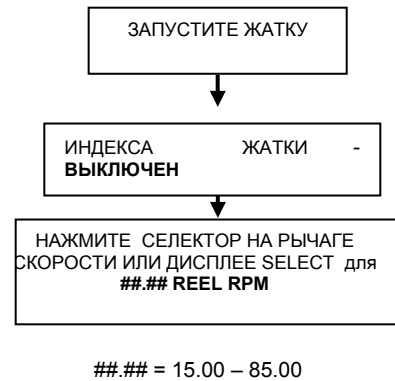 ЗАПУСТИТЕ ЖАТКУ
ИНДЕКСА ЖАТКИ -
ВЫКЛЮЧЕН
НАЖМИТЕ СЕЛЕКТОР НА РЫЧАГЕ
СКОРОСТИ ИЛИ ДИСПЛЕЕ SELECT для
##.## REEL RPM
##.## = 15.00 – 85.00